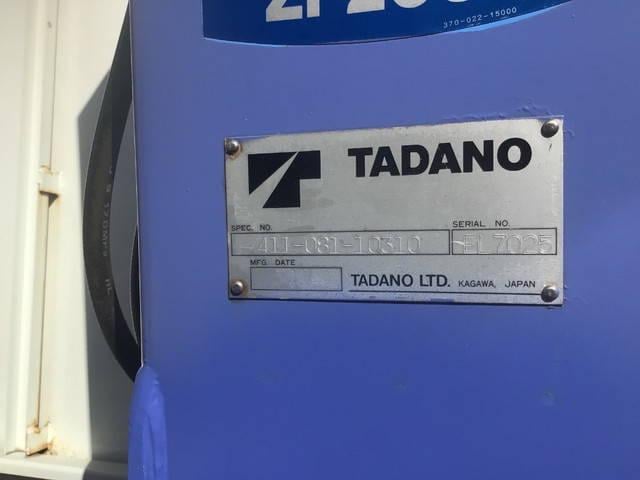 370-022-15000
TADANO
SPEC. NO.
SERIAL NO.
-411-081-10310
FL7025
MFG. DATE
TADANO LTD. KAGAWA, JAPAN